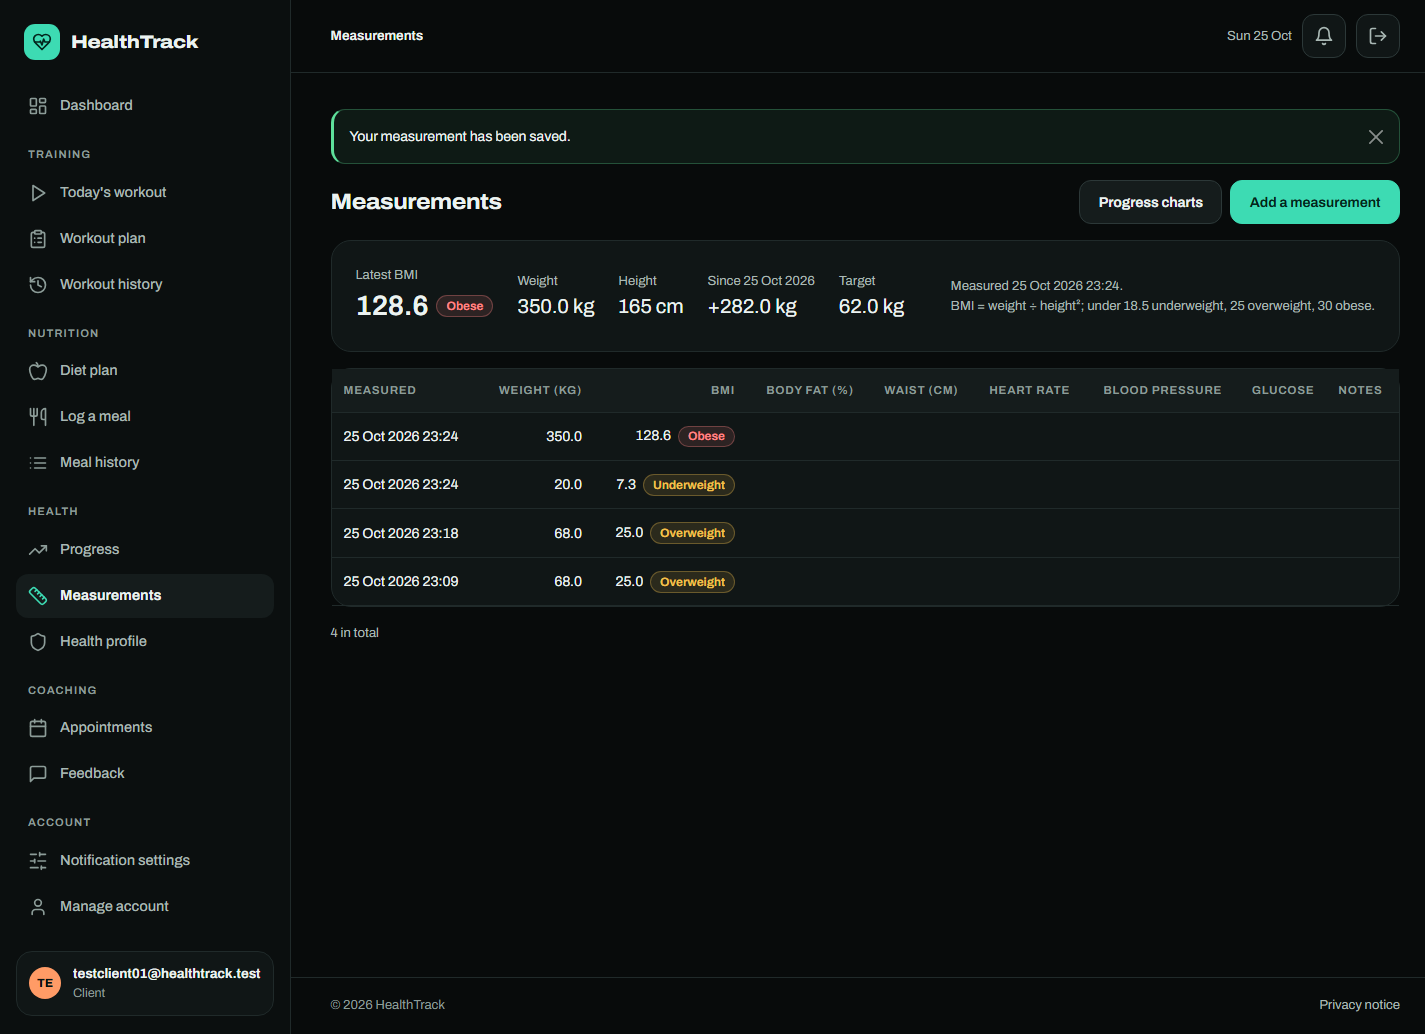 HealthTrack
Dashboard
TRAINING
Today's workout
Workout plan
Workout history
NUTRITION
Diet plan
Log a meal
Meal history
HEALTH
Progress
Measurements
Health profile
COACHING
Appointments
Feedback
ACCOUNT
Notification settings
Manage account
TE
testclient01@healthtrack.test
Client
Measurements
Sun 25 Oct
Your measurement has been saved.
Measurements
Progress charts
Add a measurement
Latest BMI
128.6 Obese
Weight
350.0 kg
Height
165 cm
Since 25 Oct 2026
+282.0 kg
Target
62.0 kg
Measured 25 Oct 2026 23:24.
BMI = weight ÷ height²; under 18.5 underweight, 25 overweight, 30 obese.
MEASURED WEIGHT (KG) BMI BODY FAT (%) WAIST (CM) HEART RATE BLOOD PRESSURE GLUCOSE NOTES
25 Oct 2026 23:24 350.0 128.6 Obese
25 Oct 2026 23:24 20.0 7.3 Underweight
25 Oct 2026 23:18 68.0 25.0 Overweight
25 Oct 2026 23:09 68.0 25.0 Overweight
4 in total
© 2026 HealthTrack
Privacy notice